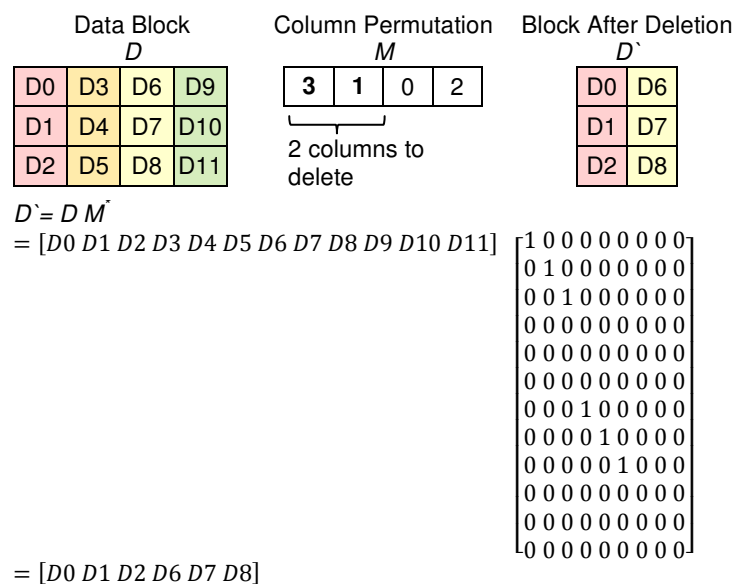 Data Block Column Permutation Block After Deletion
D M D`
D0 D3 D6 D9 3 1 0 2 D0 D6
D1 D4 D7 D10 D1 D7
D2 D5 D8 D11 2 columns to delete D2 D8
D`= D M*
= [D0 D1 D2 D3 D4 D5 D6 D7 D8 D9 D10 D11]
1 0 0 0 0 0 0 0 0
0 1 0 0 0 0 0 0 0
0 0 1 0 0 0 0 0 0
0 0 0 0 0 0 0 0 0
0 0 0 0 0 0 0 0 0
0 0 0 0 0 0 0 0 0
0 0 0 1 0 0 0 0 0
0 0 0 0 1 0 0 0 0
0 0 0 0 0 1 0 0 0
0 0 0 0 0 0 0 0 0
0 0 0 0 0 0 0 0 0
0 0 0 0 0 0 0 0 0
= [D0 D1 D2 D6 D7 D8]